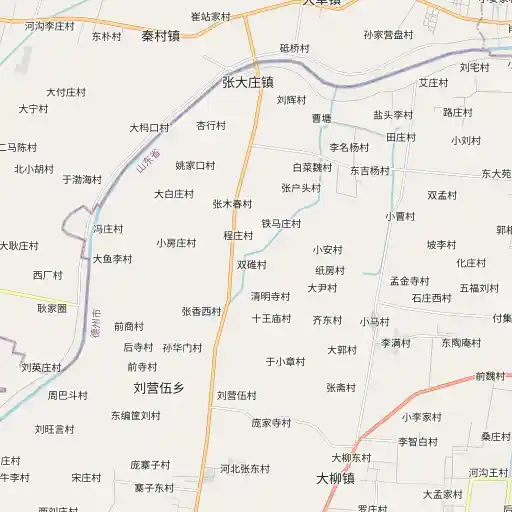 大卓镇
河沟李庄村
崔站家村
东朴村
秦村镇
砥桥村
孙家营盘村
刘宅村
艾庄村
张大庄镇
大付庄村
大宁村
刘辉村
曹塘
盐头李村
路庄村
大杩口村
杏行村
田庄村
小刘村
二马陈村
李名杨村
山东省
姚家口村
白菜魏村
东吉杨村
东大苑
北小胡村
于渤海村
张户头村
大白庄村
双孟村
张木春村
小曹村
冯庄村
铁马庄村
程庄村
郭相
大耿庄村
小房庄村
小安村
坡李村
大鱼李村
双碓村
纸房村
化庄村
西厂村
孟金寺村
大尹村
五福刘村
清明寺村
石庄西村
耿家圈
张香西村
德州市
十王庙村
齐东村
小马村
付集
前商村
后寺村
孙华门村
大郭村
李满村
东陶庵村
刘英庄村
前寺村
于小章村
前魏村
刘营伍乡
张斋村
周巴斗村
刘营伍村
东编筐刘村
小李家村
庞家寺村
刘旺言村
李智白村
桑庄村
庄村
庞寨子村
河北张东村
大柳东村
牛李村
宋庄村
大柳镇
河沟王村
寨子东村
大孟家村
西刘庄村
罗庄村